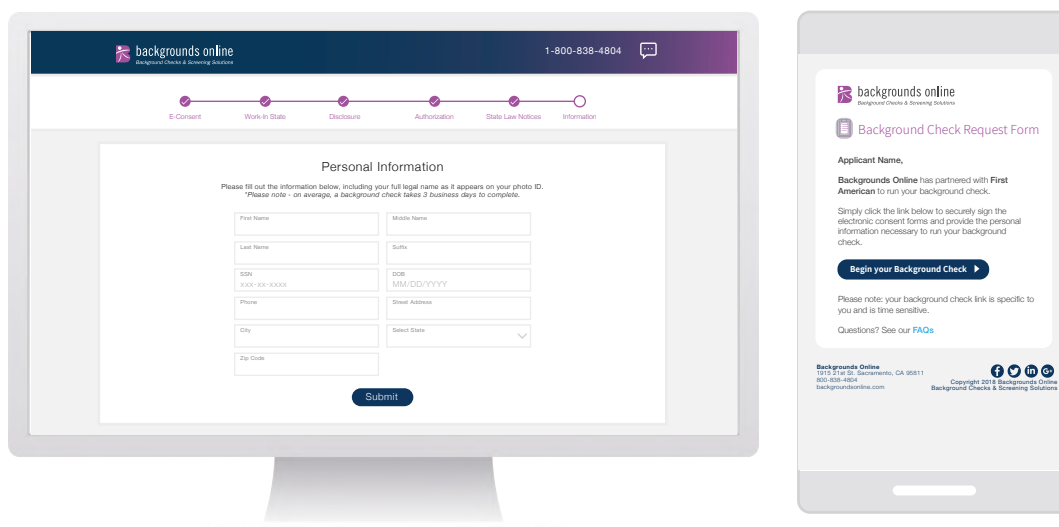 backgrounds online
Background Checks & Screening Solutions
1-800-838-4804
E-Consent
Work-In State
Disclosure
Authorization
State Law Notices
Information
Personal Information
Please fill out the information below, including your full legal name as it appears on your photo ID.
*Please note - on average, a background check takes 3 business days to complete.
First Name
Middle Name
Last Name
Suffix
SSN
xxx-xx-xxxx
DOB
MM/DD/YYYY
Phone
Street Address
City
Select State
Zip Code
Submit
backgrounds online
Background Checks & Screening Solutions
Background Check Request Form
Applicant Name,
Backgrounds Online has partnered with First
American to run your background check.
Simply click the link below to securely sign the
electronic consent forms and provide the personal
information necessary to run your background
check.
Begin your Background Check
Please note: your background check link is specific to
you and is time sensitive.
Questions? See our FAQs
Backgrounds Online
1915 21st St. Sacramento, CA 95811
800-838-4804
backgroundsonline.com
Copyright 2018 Backgrounds Online
Background Checks & Screening Solutions